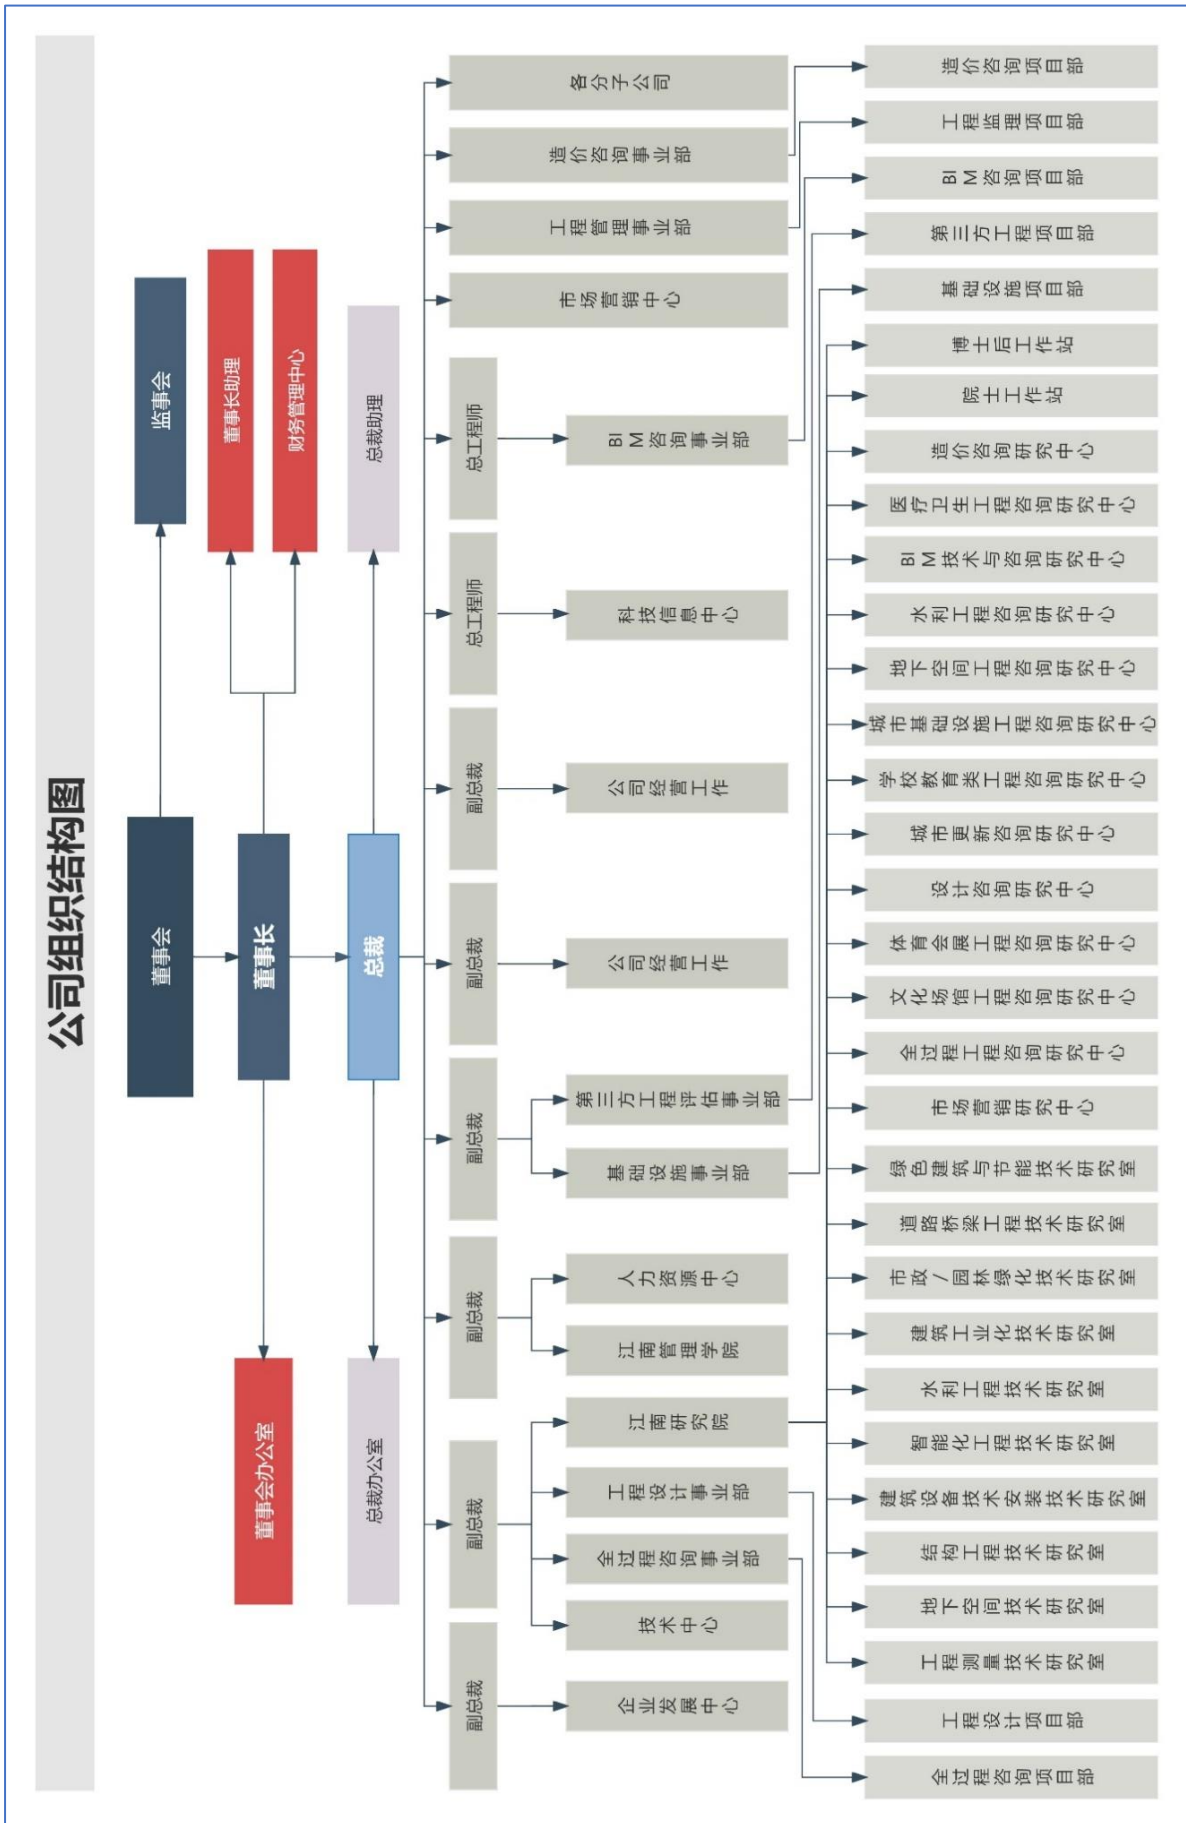 公司组织结构图
董事会
监事会
董事会办公室
董事长
董事长助理
财务管理中心
总裁办公室
总裁
总裁助理
副总裁
副总裁
副总裁
副总裁
副总裁
副总裁
总工程师
总工程师
市场营销中心
工程管理事业部
造价咨询事业部
各分子公司
企业发展中心
技术中心
全过程咨询事业部
工程设计事业部
江南研究院
江南管理学院
人力资源中心
基础设施事业部
第三方工程评估事业部
公司经营工作
公司经营工作
科技信息中心
BIM咨询事业部
全过程咨询项目部
工程设计项目部
工程测量技术研究室
地下空间技术研究室
结构工程技术研究室
建筑设备技术安装技术研究室
智能化工程技术研究室
水利工程技术研究室
建筑工业化技术研究室
市政/园林绿化技术研究室
道路桥梁工程技术研究室
绿色建筑与节能技术研究室
市场营销研究中心
全过程工程咨询研究中心
文化场馆工程咨询研究中心
体育会展工程咨询研究中心
设计咨询研究中心
城市更新咨询研究中心
学校教育类工程咨询研究中心
城市基础设施工程咨询研究中心
地下空间工程咨询研究中心
水利工程咨询研究中心
BIM技术与咨询研究中心
医疗卫生工程咨询研究中心
造价咨询研究中心
院士工作站
博士后工作站
基础设施项目部
第三方工程项目部
BIM咨询项目部
工程监理项目部
造价咨询项目部